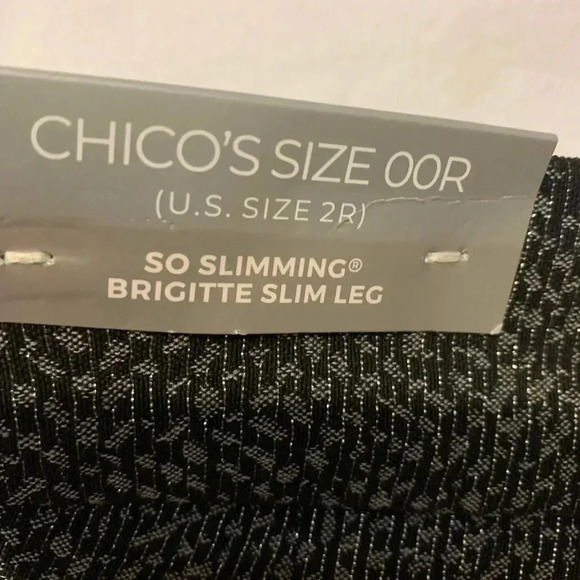 CHICO'S SIZE 00R
(U.S. SIZE 2R)
SO SLIMMING®
BRIGITTE SLIM LEG